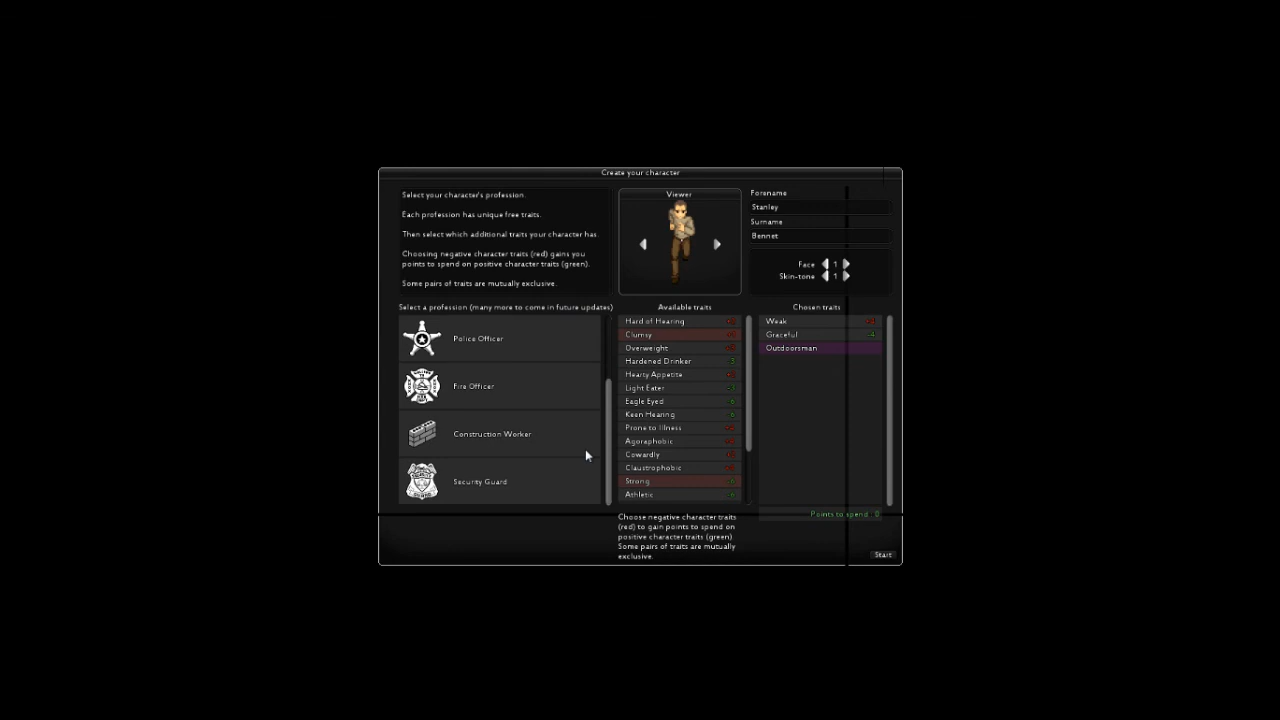 Create your character
Select your character's profession.
Each profession has unique free traits.
Then select which additional traits your character has.
Choosing negative character traits (red) gains you
points to spend on positive character traits (green).
Some pairs of traits are mutually exclusive.
Viewer
Forename
Stanley
Surname
Bennet
Face 1
Skin-tone 1
Select a profession (many more to come in future updates)
Police Officer
Fire Officer
Construction Worker
Security Guard
Available traits
Hard of Hearing
Clumsy
Overweight
Hardened Drinker
Hearty Appetite
Light Eater
Eagle Eyed -6
Keen Hearing -6
Prone to Illness
Agoraphobic
Cowardly
Claustrophobic
Strong
Athletic -6
Choose negative character traits
(red) to gain points to spend on
positive character traits (green)
Some pairs of traits are mutually
exclusive.
Chosen traits
Weak
Graceful -4
Outdoorsman
Points to spend : 0
Start